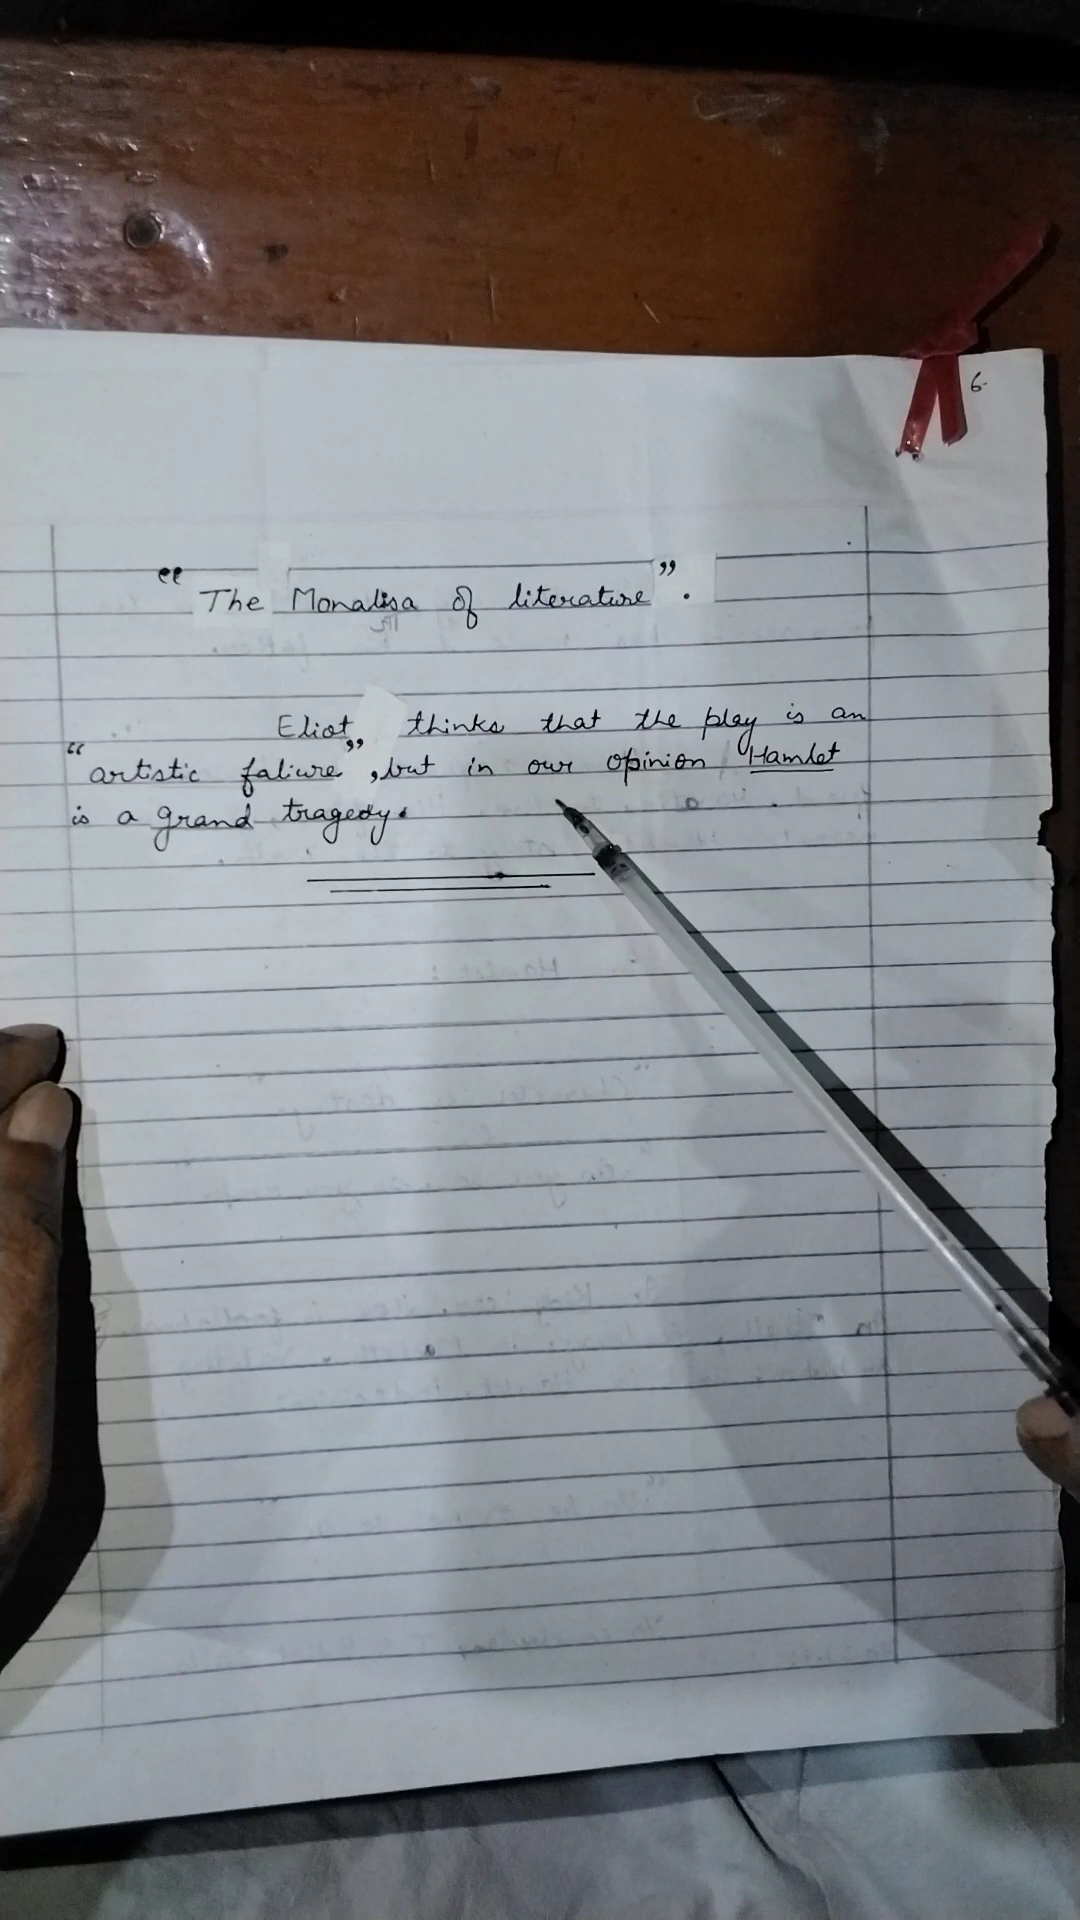 6.
“The Monalisa of literature”.
Eliot, thinks that the play is an
“artistic faliure”, but in our opinion Hamlet
is a grand tragedy.